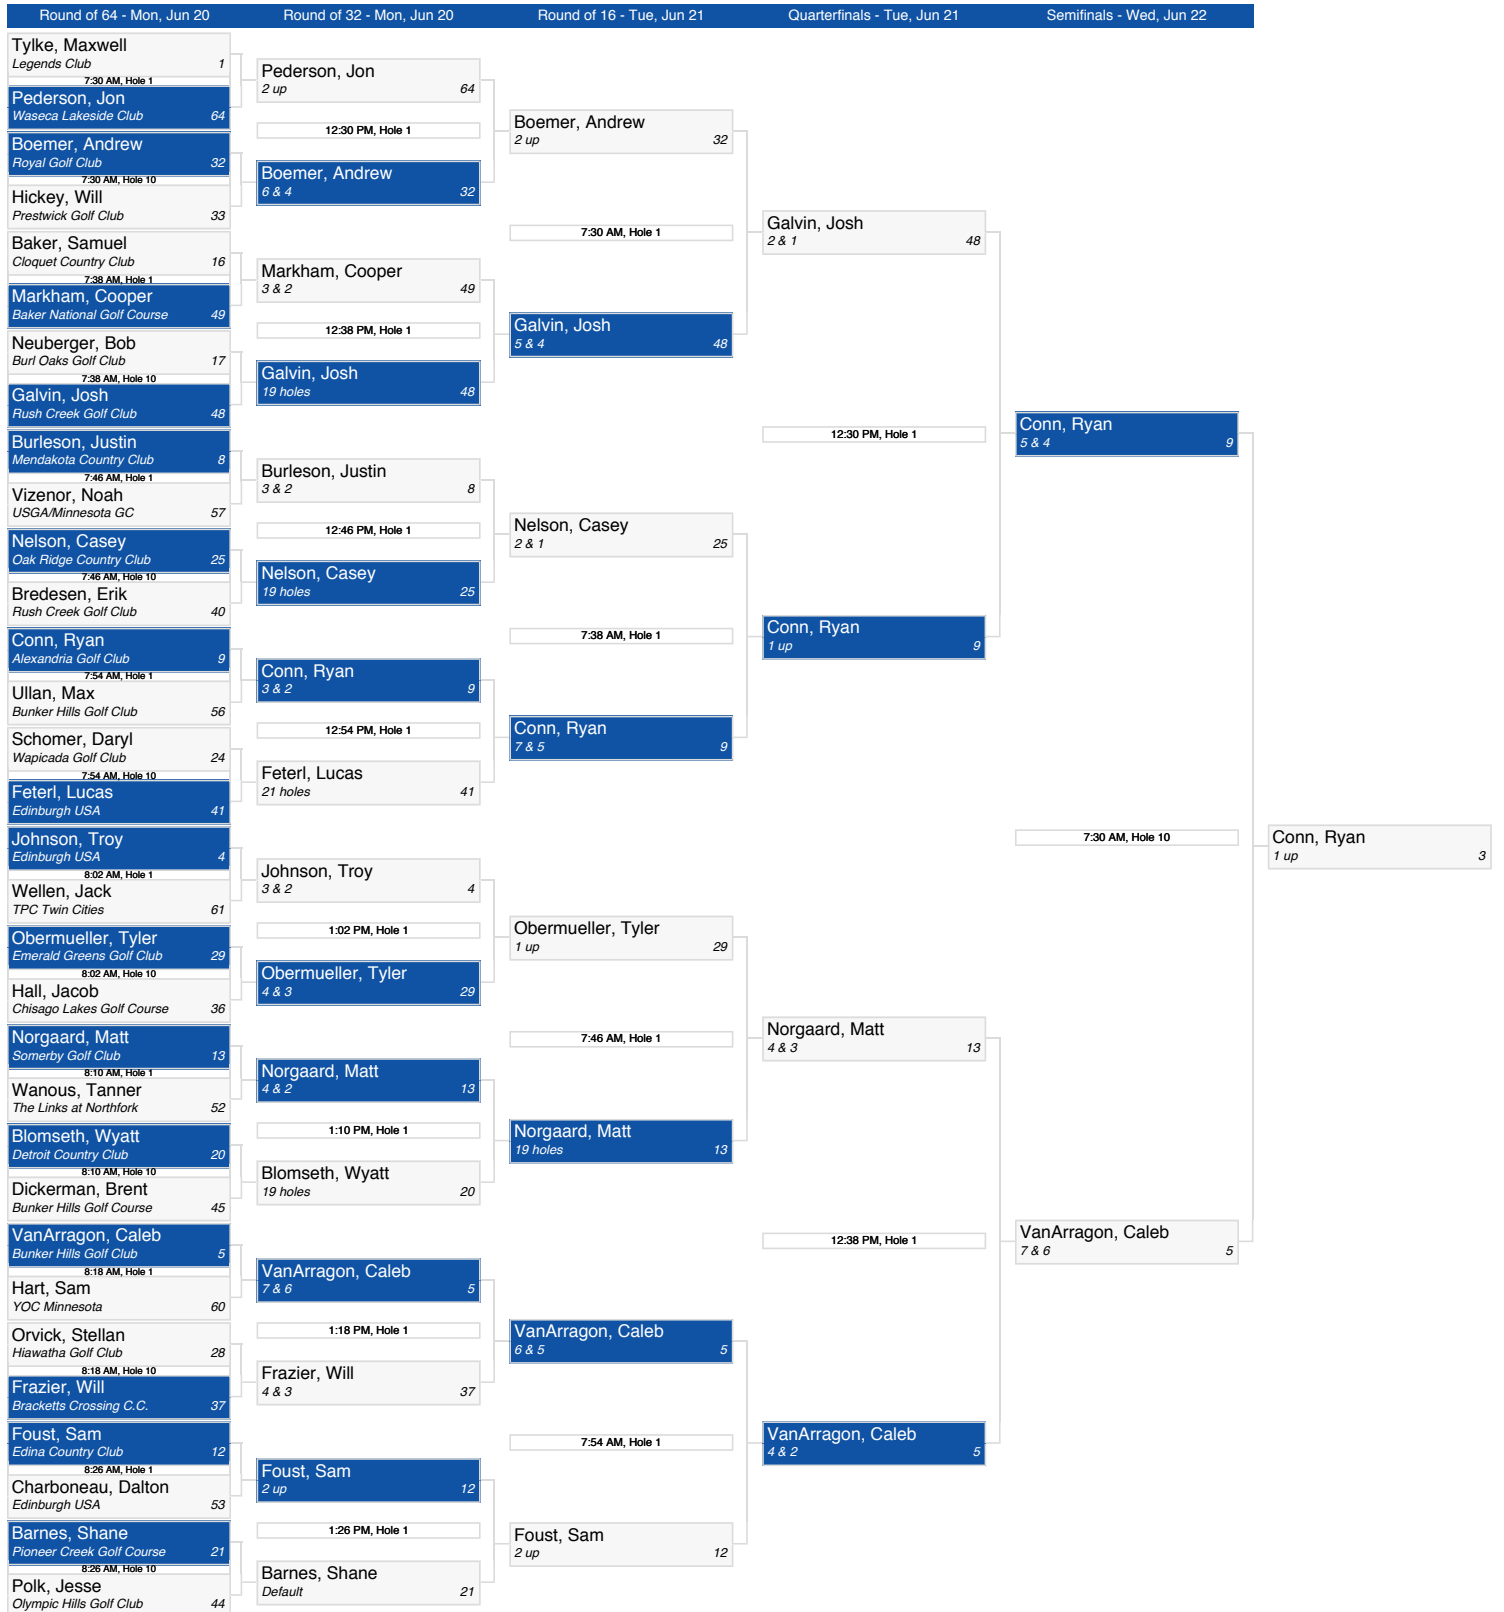 Round of 64 - Mon, Jun 20
Round of 32 - Mon, Jun 20
Round of 16 - Tue, Jun 21
Quarterfinals - Tue, Jun 21
Semifinals - Wed, Jun 22
Tylke, Maxwell
Legends Club 1
7:30 AM, Hole 1
Pederson, Jon
Waseca Lakeside Club 64
Boemer, Andrew
Royal Golf Club 32
7:30 AM, Hole 10
Hickey, Will
Prestwick Golf Club 33
Baker, Samuel
Cloquet Country Club 16
7:38 AM, Hole 1
Markham, Cooper
Baker National Golf Course 49
Neuberger, Bob
Burl Oaks Golf Club 17
7:38 AM, Hole 10
Galvin, Josh
Rush Creek Golf Club 48
Burleson, Justin
Mendakota Country Club 8
7:46 AM, Hole 1
Vizenor, Noah
USGA/Minnesota GC 57
Nelson, Casey
Oak Ridge Country Club 25
7:46 AM, Hole 10
Bredesen, Erik
Rush Creek Golf Club 40
Conn, Ryan
Alexandria Golf Club 9
7:54 AM, Hole 1
Ullan, Max
Bunker Hills Golf Club 56
Schomer, Daryl
Wapicada Golf Club 24
7:54 AM, Hole 10
Feterl, Lucas
Edinburgh USA 41
Johnson, Troy
Edinburgh USA 4
8:02 AM, Hole 1
Wellen, Jack
TPC Twin Cities 61
Obermueller, Tyler
Emerald Greens Golf Club 29
8:02 AM, Hole 10
Hall, Jacob
Chisago Lakes Golf Course 36
Norgaard, Matt
Somerby Golf Club 13
8:10 AM, Hole 1
Wanous, Tanner
The Links at Northfork 52
Blomseth, Wyatt
Detroit Country Club 20
8:10 AM, Hole 10
Dickerman, Brent
Bunker Hills Golf Course 45
VanArragon, Caleb
Bunker Hills Golf Club 5
8:18 AM, Hole 1
Hart, Sam
YOC Minnesota 60
Orvick, Stellan
Hiawatha Golf Club 28
8:18 AM, Hole 10
Frazier, Will
Bracketts Crossing C.C. 37
Foust, Sam
Edina Country Club 12
8:26 AM, Hole 1
Charboneau, Dalton
Edinburgh USA 53
Barnes, Shane
Pioneer Creek Golf Course 21
8:26 AM, Hole 10
Polk, Jesse
Olympic Hills Golf Club 44
Pederson, Jon
2 up 64
12:30 PM, Hole 1
Boemer, Andrew
6 & 4 32
Markham, Cooper
3 & 2 49
12:38 PM, Hole 1
Galvin, Josh
19 holes 48
Burleson, Justin
3 & 2 8
12:46 PM, Hole 1
Nelson, Casey
19 holes 25
Conn, Ryan
3 & 2 9
12:54 PM, Hole 1
Feterl, Lucas
21 holes 41
Johnson, Troy
3 & 2 4
1:02 PM, Hole 1
Obermueller, Tyler
4 & 3 29
Norgaard, Matt
4 & 2 13
1:10 PM, Hole 1
Blomseth, Wyatt
19 holes 20
VanArragon, Caleb
7 & 6 5
1:18 PM, Hole 1
Frazier, Will
4 & 3 37
Foust, Sam
2 up 12
1:26 PM, Hole 1
Barnes, Shane
Default 21
Boemer, Andrew
2 up 32
7:30 AM, Hole 1
Galvin, Josh
5 & 4 48
Nelson, Casey
2 & 1 25
7:38 AM, Hole 1
Conn, Ryan
7 & 5 9
Obermueller, Tyler
1 up 29
7:46 AM, Hole 1
Norgaard, Matt
19 holes 13
VanArragon, Caleb
6 & 5 5
7:54 AM, Hole 1
Foust, Sam
2 up 12
Galvin, Josh
2 & 1 48
12:30 PM, Hole 1
Conn, Ryan
1 up 9
Norgaard, Matt
4 & 3 13
12:38 PM, Hole 1
VanArragon, Caleb
4 & 2 5
Conn, Ryan
5 & 4 9
7:30 AM, Hole 10
VanArragon, Caleb
7 & 6 5
Conn, Ryan
1 up 3